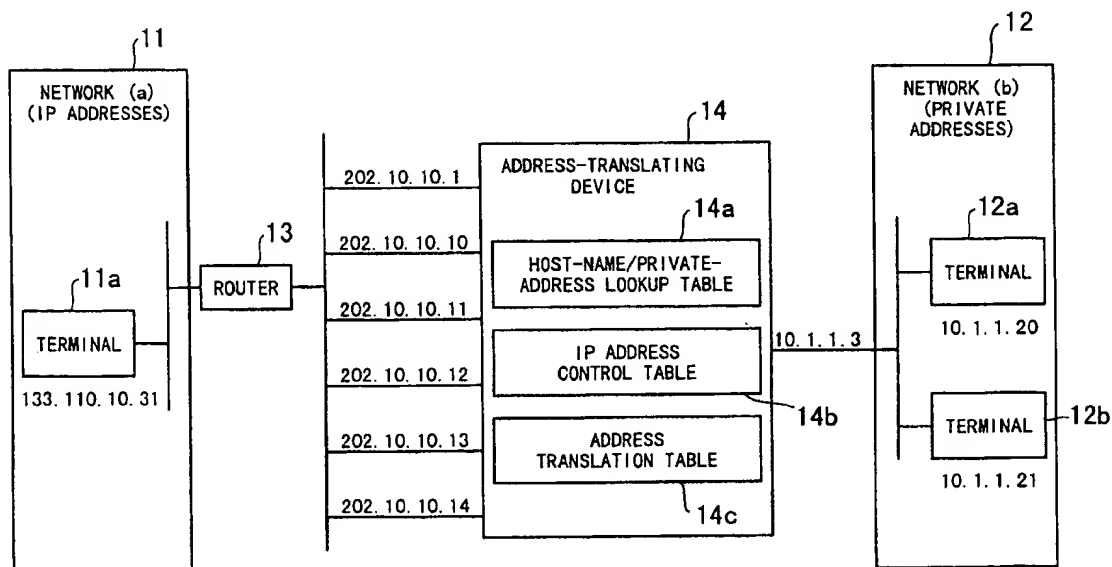 11
NETWORK (a)
(IP ADDRESSES)
11a
TERMINAL
133.110.10.31
13
ROUTER
202.10.10.1
202.10.10.10
202.10.10.11
202.10.10.12
202.10.10.13
202.10.10.14
14
ADDRESS-TRANSLATING
DEVICE
14a
HOST-NAME/PRIVATE-
ADDRESS LOOKUP TABLE
IP ADDRESS
CONTROL TABLE
14b
ADDRESS
TRANSLATION TABLE
14c
10.1.1.3
12
NETWORK (b)
(PRIVATE
ADDRESSES)
12a
TERMINAL
10.1.1.20
TERMINAL
12b
10.1.1.21